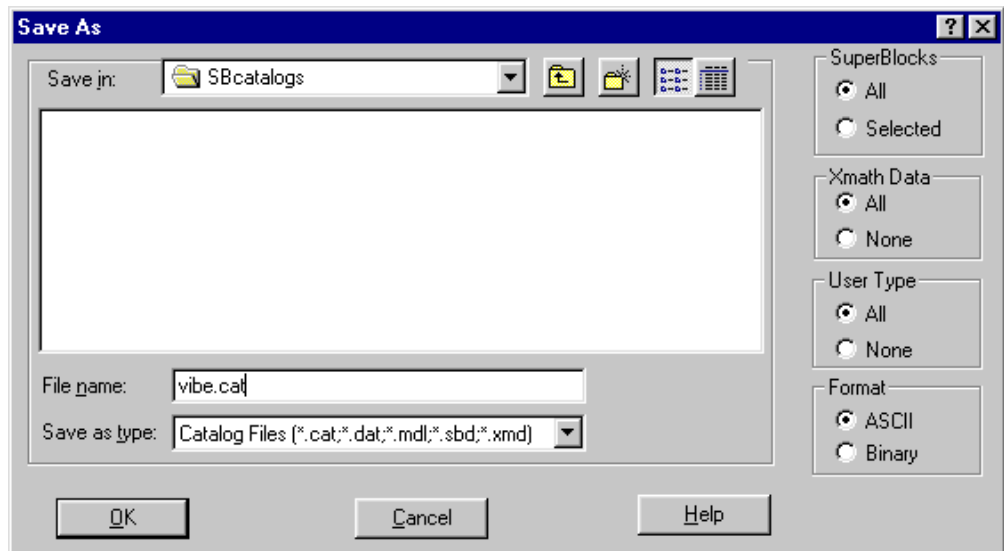 Save As
Save in:
SBcatalogs
File name:
vibe.cat
Save as type:
Catalog Files (*.cat;*.dat;*.mdl;*.sbd;*.xmd)
OK
Cancel
Help
SuperBlocks
All
Selected
Xmath Data
All
None
User Type
All
None
Format
ASCII
Binary